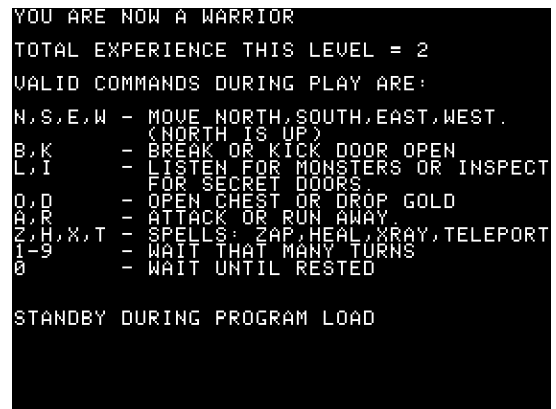 YOU ARE NOW A WARRIOR
TOTAL EXPERIENCE THIS LEVEL = 2
VALID COMMANDS DURING PLAY ARE:
N,S,E,W - MOVE NORTH,SOUTH,EAST,WEST.
(NORTH IS UP)
B,K - BREAK OR KICK DOOR OPEN
L,I - LISTEN FOR MONSTERS OR INSPECT
FOR SECRET DOORS.
O,D - OPEN CHEST OR DROP GOLD
A,R - ATTACK OR RUN AWAY.
Z,H,X,T - SPELLS: ZAP,HEAL,XRAY,TELEPORT
1-9 - WAIT THAT MANY TURNS
0 - WAIT UNTIL RESTED
STANDBY DURING PROGRAM LOAD